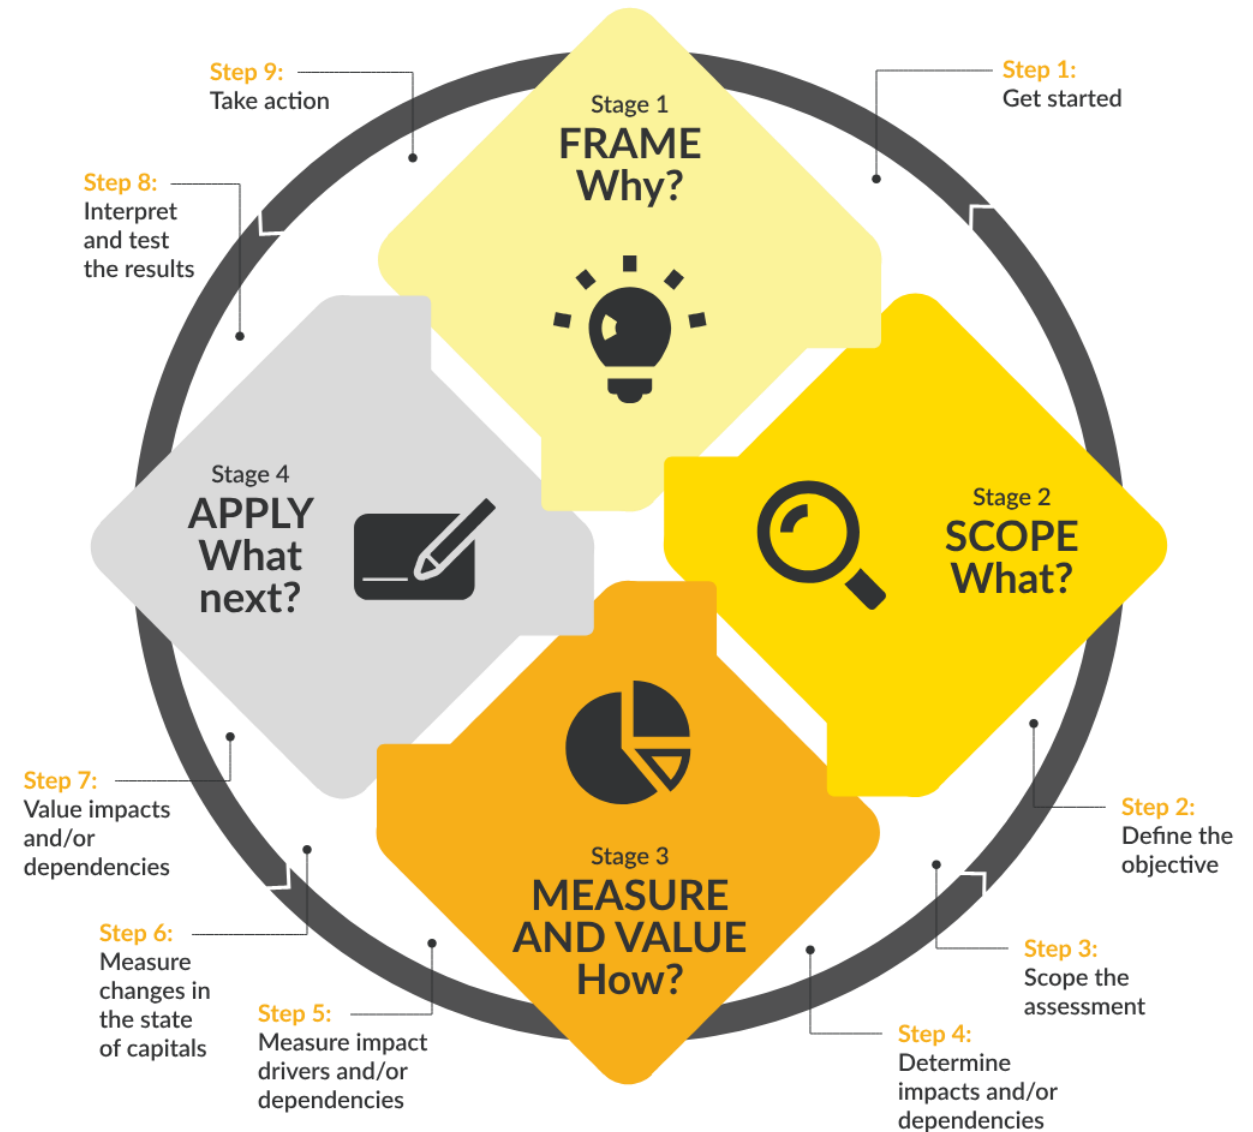 Stage 1
FRAME
Why?
Step 1:
Get started
Stage 2
SCOPE
What?
Step 2:
Define the
objective
Step 3:
Scope the
assessment
Step 4:
Determine
impacts and/or
dependencies
Stage 3
MEASURE
AND VALUE
How?
Step 5:
Measure impact
drivers and/or
dependencies
Step 6:
Measure
changes in
the state
of capitals
Step 7:
Value impacts
and/or
dependencies
Stage 4
APPLY
What
next?
Step 8:
Interpret
and test
the results
Step 9:
Take action